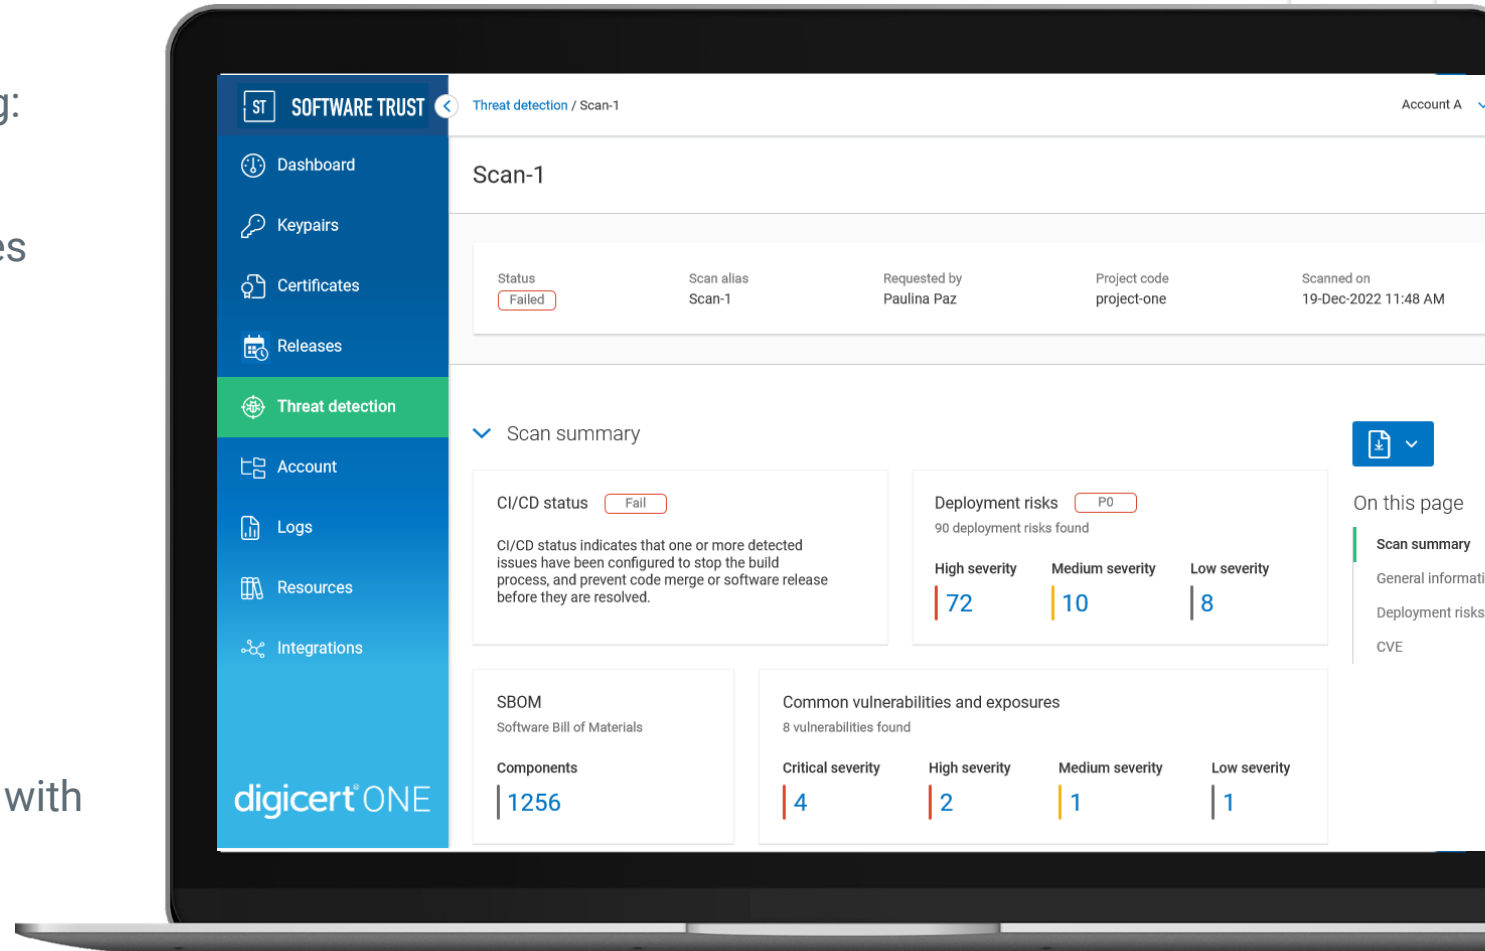 g:
es
with
ST SOFTWARE TRUST
Dashboard
Keypairs
Certificates
Releases
Threat detection
Account
Logs
Resources
Integrations
digicert ONE
Threat detection / Scan-1
Account A
Scan-1
Status
Failed
Scan alias
Scan-1
Requested by
Paulina Paz
Project code
project-one
Scanned on
19-Dec-2022 11:48 AM
Scan summary
CI/CD status Fail
CI/CD status indicates that one or more detected
issues have been configured to stop the build
process, and prevent code merge or software release
before they are resolved.
Deployment risks P0
90 deployment risks found
High severity Medium severity Low severity
72 10 8
SBOM
Software Bill of Materials
Components
1256
Common vulnerabilities and exposures
8 vulnerabilities found
Critical severity High severity Medium severity Low severity
4 2 1 1
On this page
Scan summary
General informati
Deployment risks
CVE